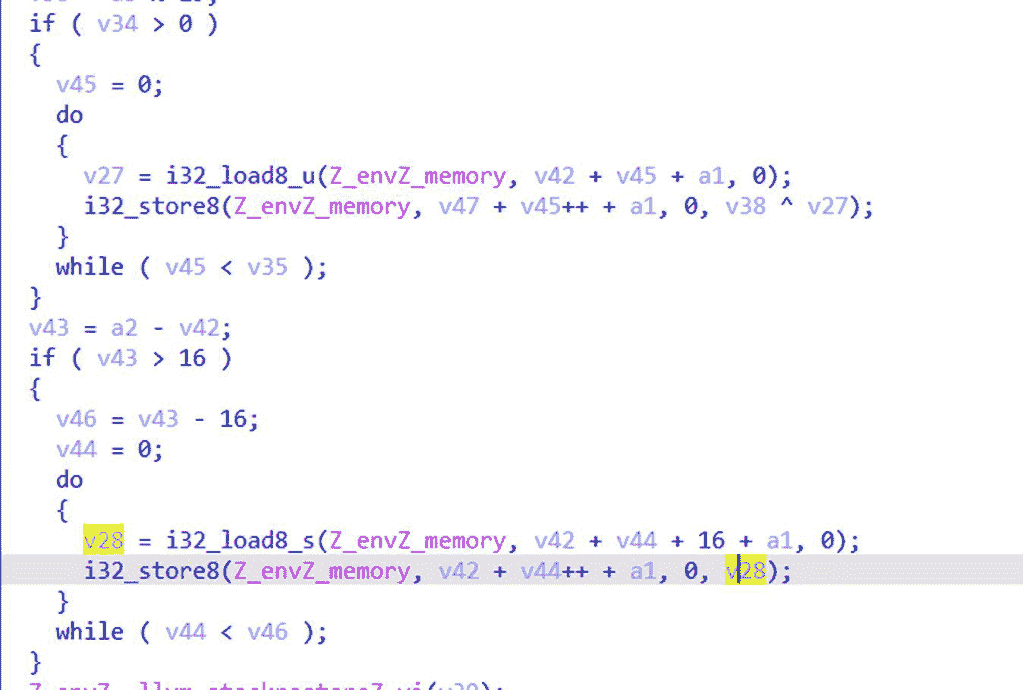 if ( v34 > 0 )
{
v45 = 0;
do
{
v27 = i32_load8_u(Z_envZ_memory, v42 + v45 + a1, 0);
i32_store8(Z_envZ_memory, v47 + v45++ + a1, 0, v38 ^ v27);
}
while ( v45 < v35 );
}
v43 = a2 - v42;
if ( v43 > 16 )
{
v46 = v43 - 16;
v44 = 0;
do
{
v28 = i32_load8_s(Z_envZ_memory, v42 + v44 + 16 + a1, 0);
i32_store8(Z_envZ_memory, v42 + v44++ + a1, 0, v28);
}
while ( v44 < v46 );
}